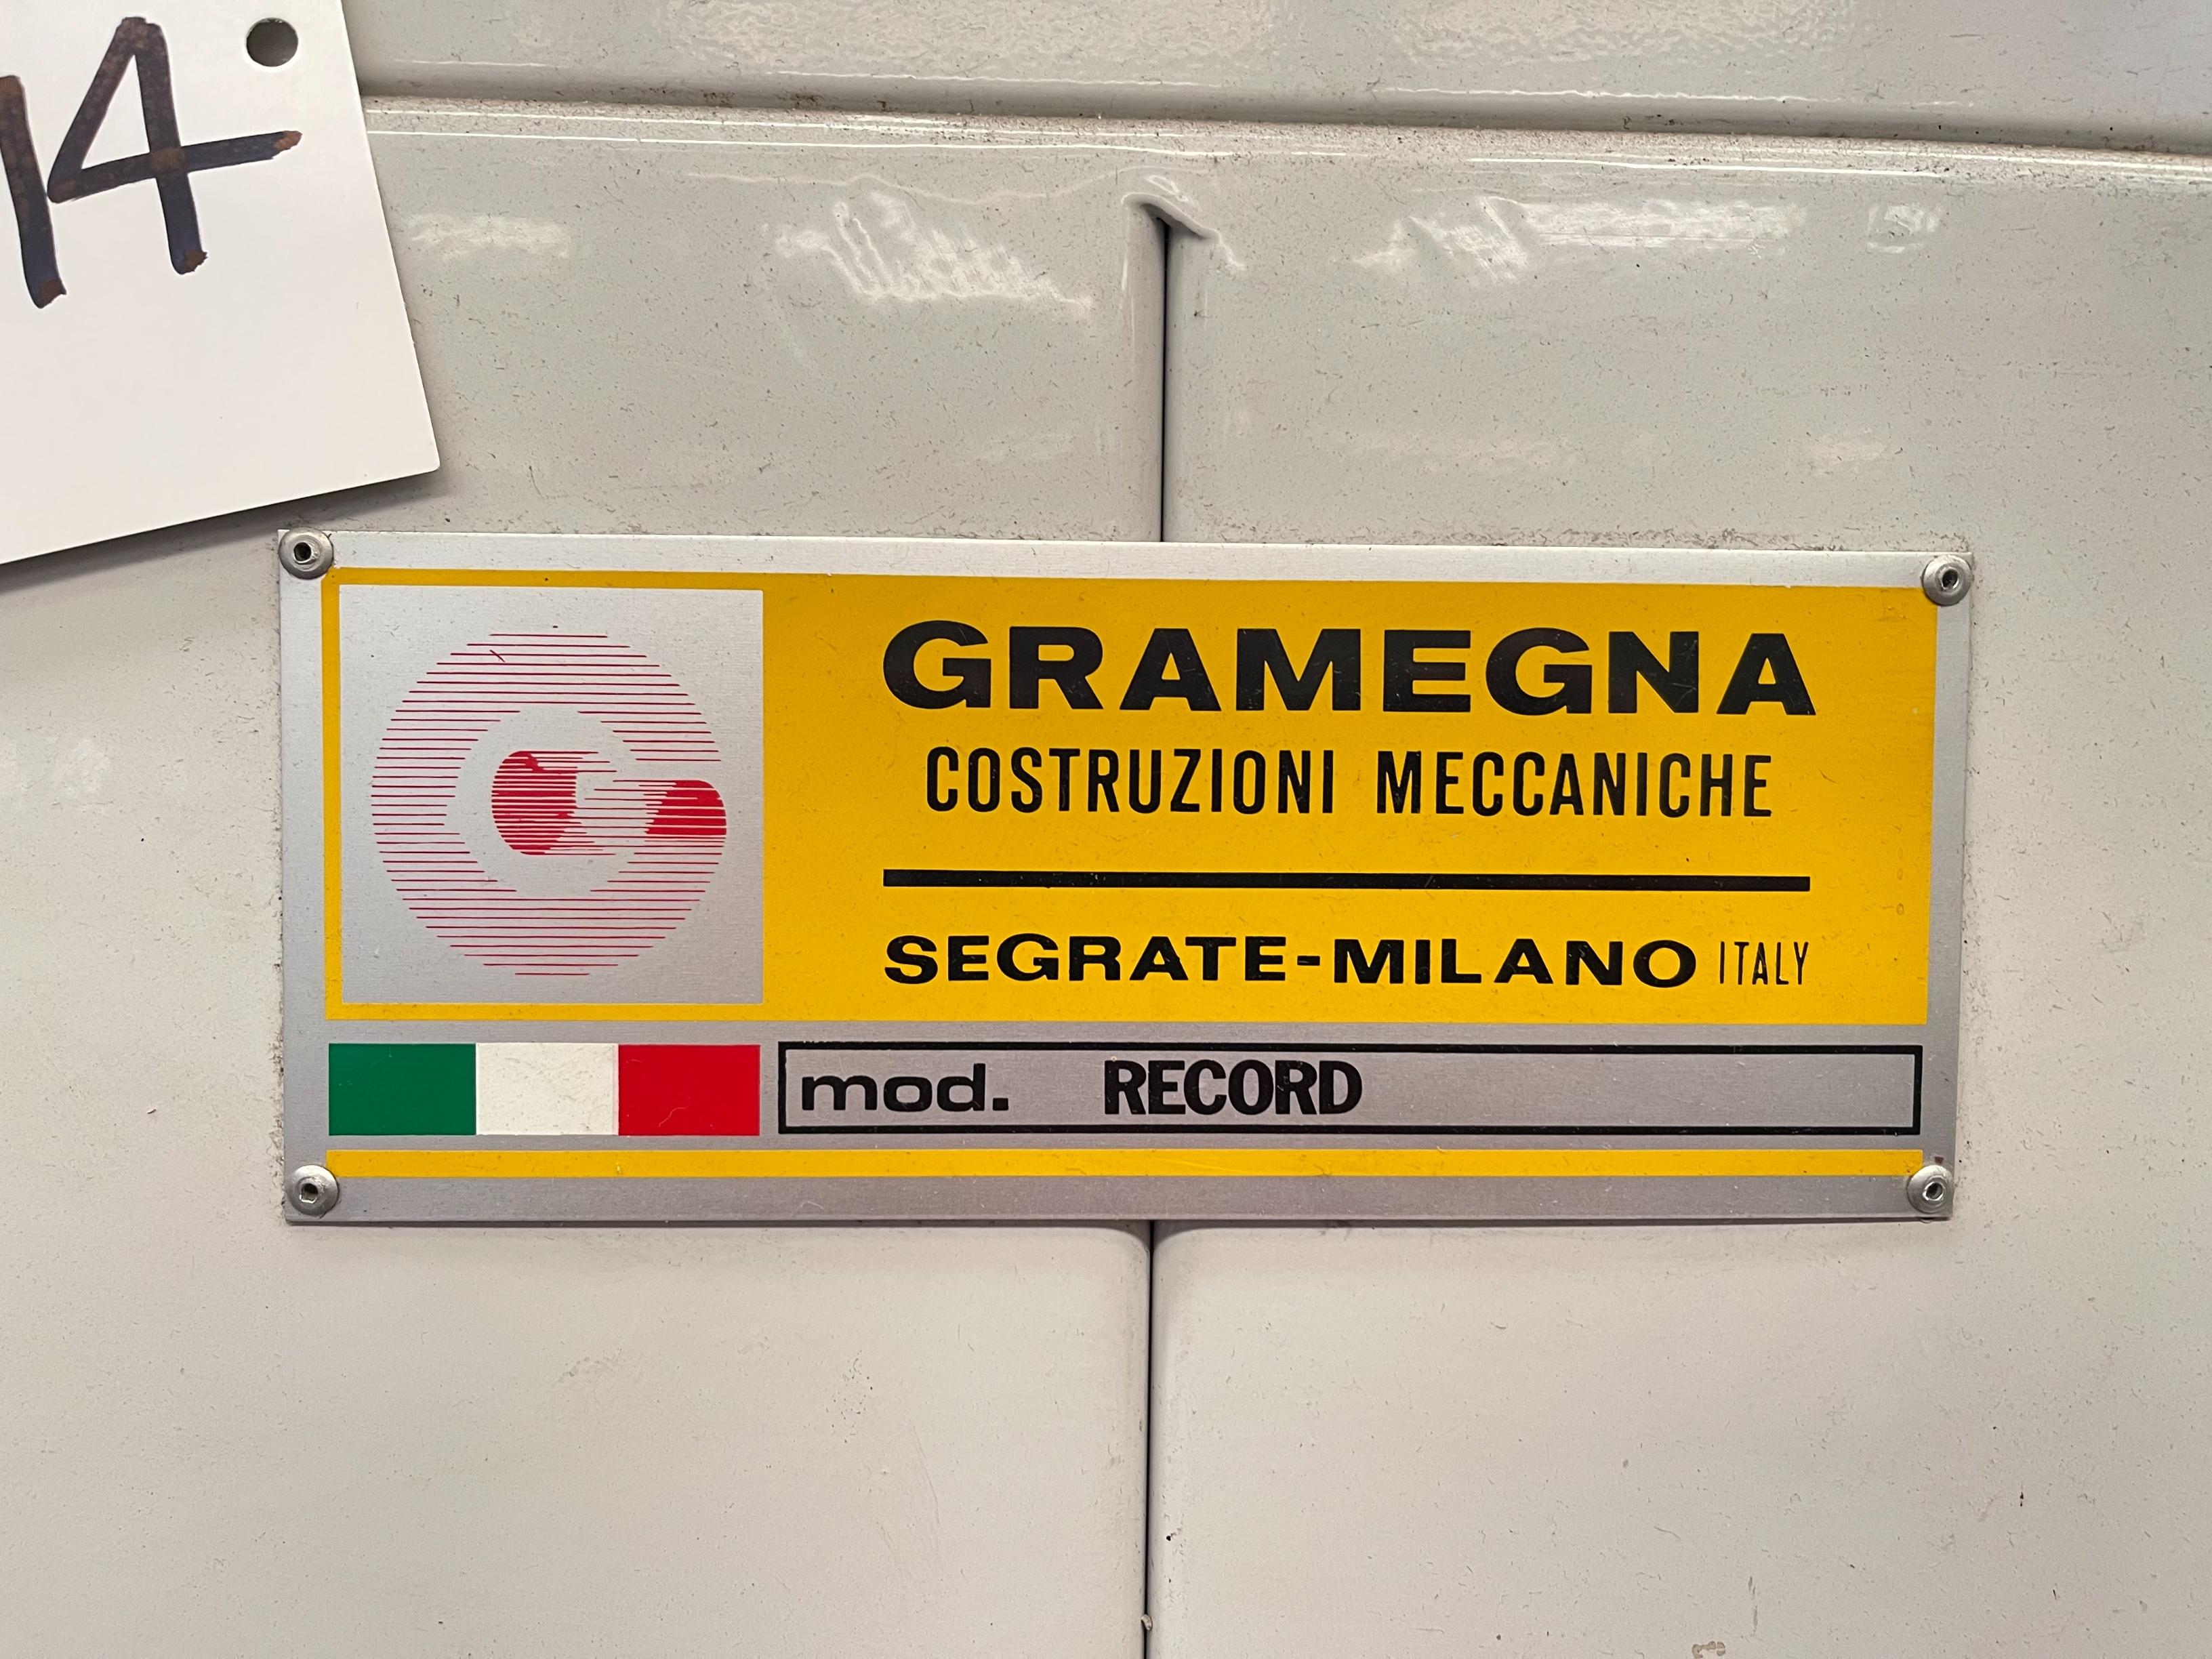 14
GRAMEGNA
COSTRUZIONI MECCANICHE
SEGRATE-MILANO ITALY
mod. RECORD